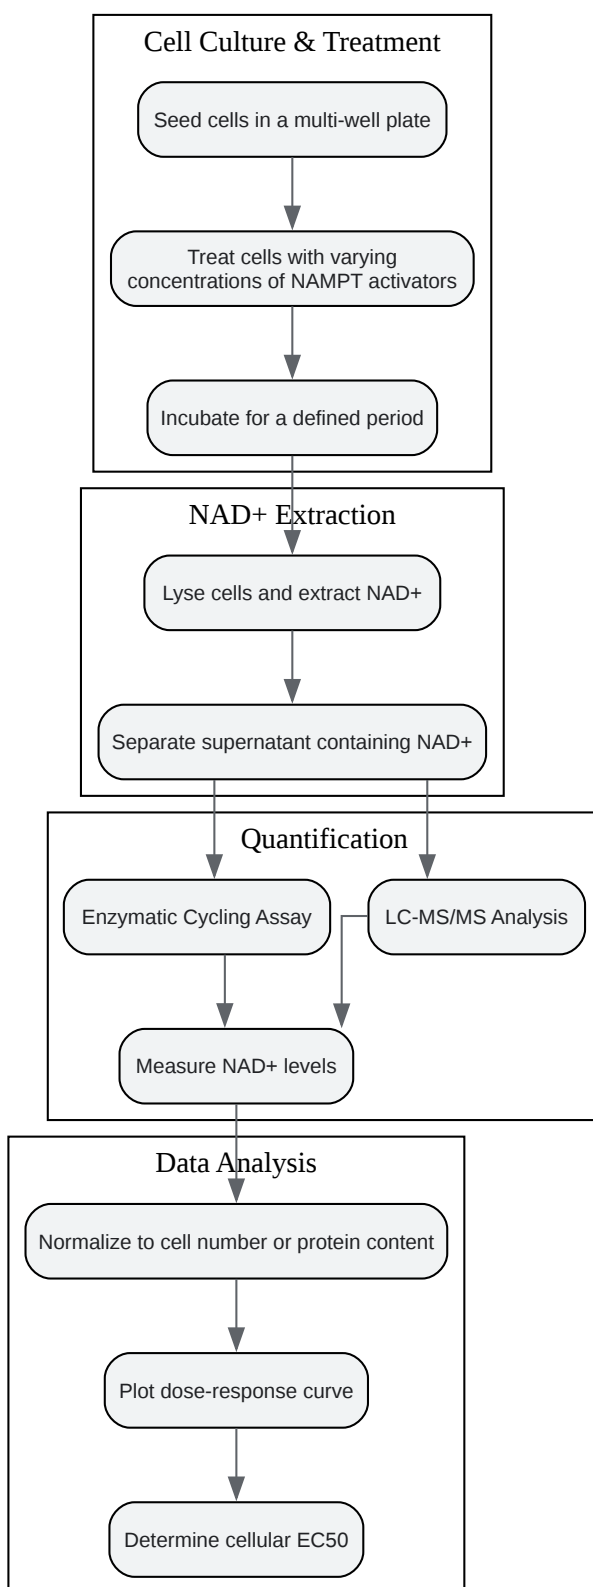 Cell Culture & Treatment
Seed cells in a multi-well plate
Treat cells with varying
concentrations of NAMPT activators
Incubate for a defined period
NAD+ Extraction
Lyse cells and extract NAD+
Separate supernatant containing NAD+
Quantification
Enzymatic Cycling Assay
LC-MS/MS Analysis
Measure NAD+ levels
Data Analysis
Normalize to cell number or protein content
Plot dose-response curve
Determine cellular EC50